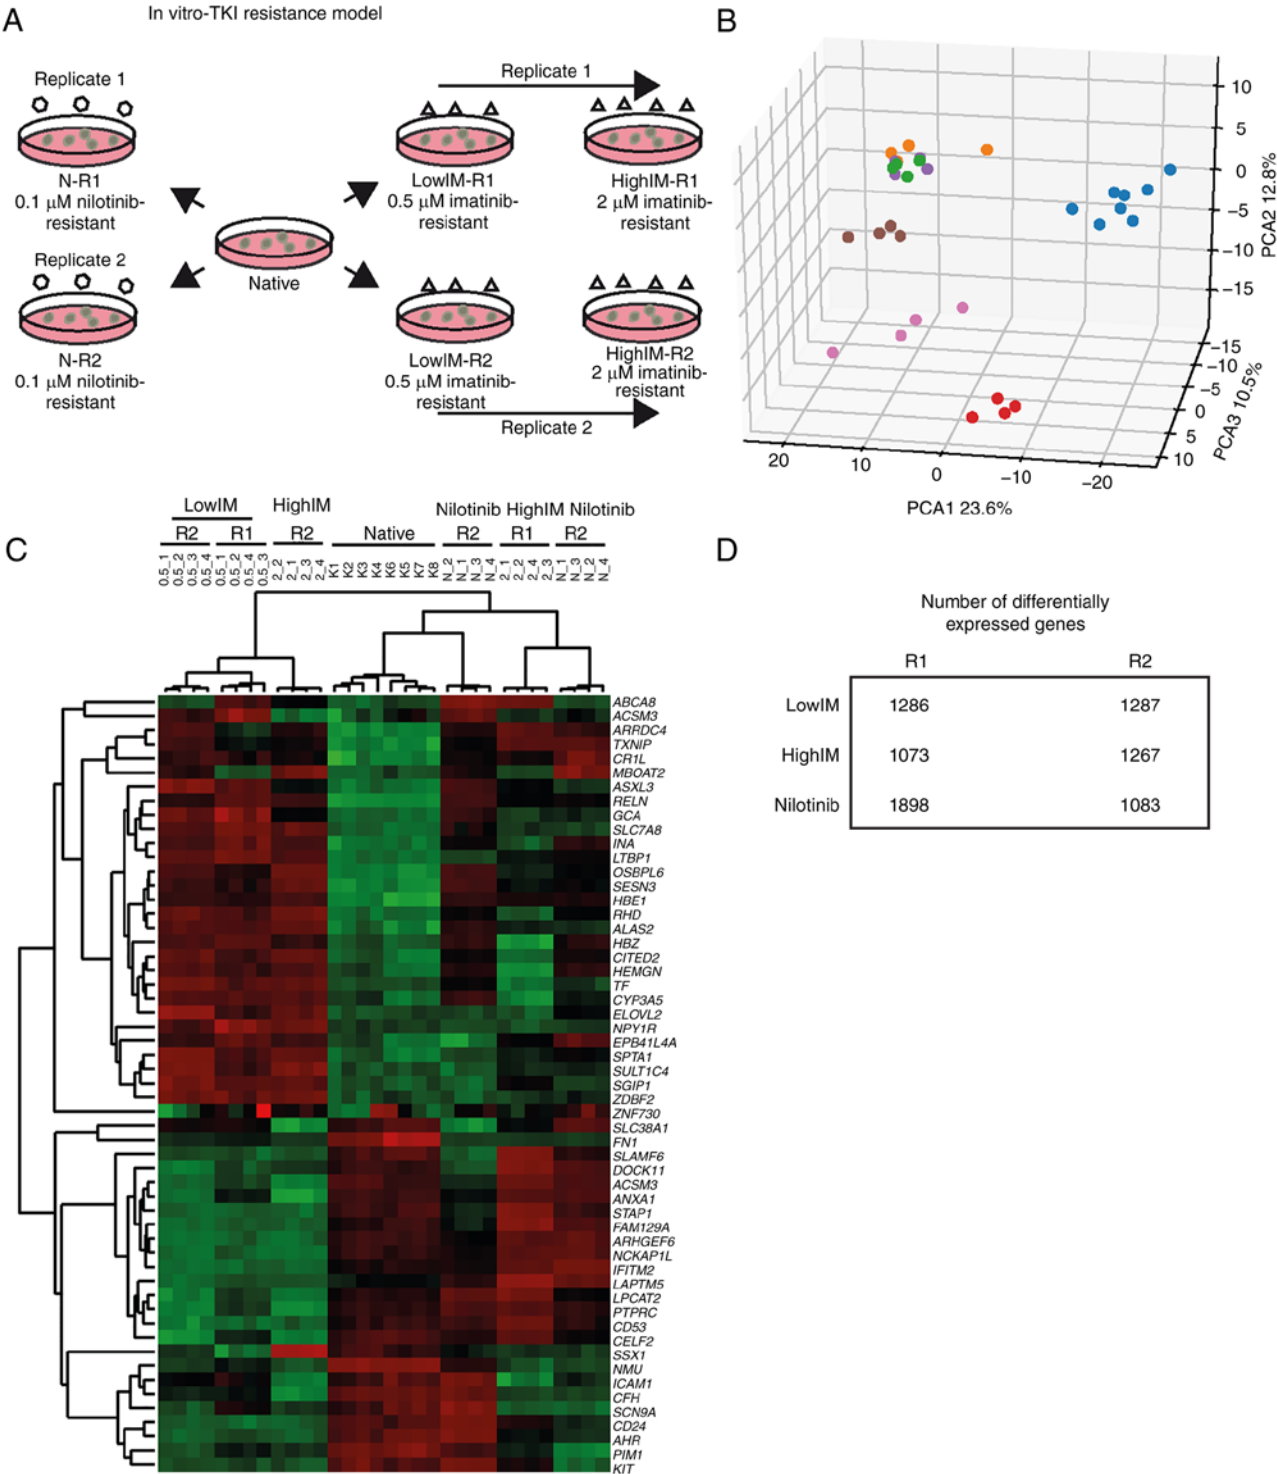 A
In vitro-TKI resistance model
Replicate 1
N-R1
0.1 μM nilotinib-
resistant
Replicate 2
N-R2
0.1 μM nilotinib-
resistant
Native
Replicate 1
LowIM-R1
0.5 μM imatinib-
resistant
HighIM-R1
2 μM imatinib-
resistant
LowIM-R2
0.5 μM imatinib-
resistant
HighIM-R2
2 μM imatinib-
resistant
Replicate 2
B
10
5
0
−5
−10
−15
PCA2 12.8%
−15
−10
−5
0
5
10
PCA3 10.5%
20
10
0
−10
−20
PCA1 23.6%
C
LowIM
HighIM
Nilotinib HighIM Nilotinib
R2
R1
R2
Native
R2
R1
R2
0.5_1
0.5_2
0.5_3
0.5_4
0.5_1
0.5_2
0.5_4
0.5_3
2_2
2_1
2_3
2_4
K1
K2
K3
K4
K6
K5
K7
K8
N_2
N_1
N_3
N_4
2_1
2_2
2_4
2_3
N_1
N_3
N_2
N_4
ABCA8
ACSM3
ARRDC4
TXNIP
CR1L
MBOAT2
ASXL3
RELN
GCA
SLC7A8
INA
LTBP1
OSBPL6
SESN3
HBE1
RHD
ALAS2
HBZ
CITED2
HEMGN
TF
CYP3A5
ELOVL2
NPY1R
EPB41L4A
SPTA1
SULT1C4
SGIP1
ZDBF2
ZNF730
SLC38A1
FN1
SLAMF6
DOCK11
ACSM3
ANXA1
STAP1
FAM129A
ARHGEF6
NCKAP1L
IFITM2
LAPTM5
LPCAT2
PTPRC
CD53
CELF2
SSX1
NMU
ICAM1
CFH
SCN9A
CD24
AHR
PIM1
KIT
D
Number of differentially
expressed genes
R1 R2
LowIM 1286 1287
HighIM 1073 1267
Nilotinib 1898 1083